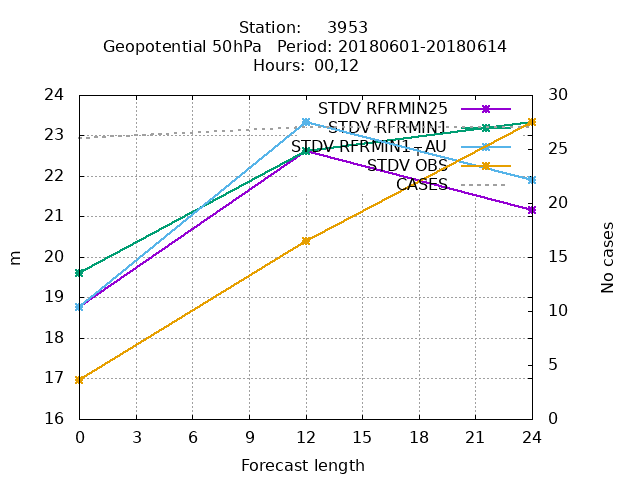 Station:     3953
Geopotential 50hPa   Period: 20180601-20180614
Hours:  00,12
STDV RFRMIN25
STDV RFRMIN1
STDV RFRMIN1+AU
STDV OBS
CASES
24
23
22
21
20
19
18
17
16
m
30
25
20
15
10
5
0
No cases
0 3 6 9 12 15 18 21 24
Forecast length